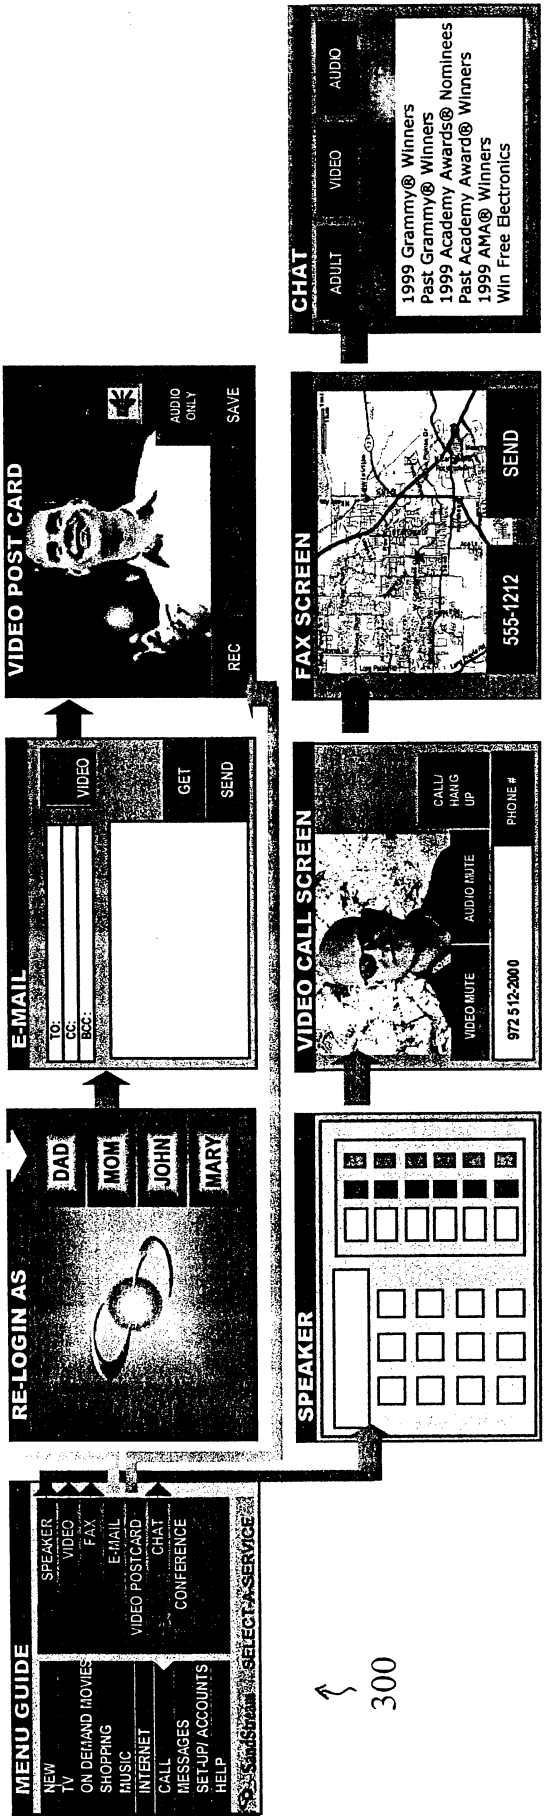 MENU GUIDE
NEW
TV
ON DEMAND MOVIES
SHOPPING
MUSIC
INTERNET
CALL
MESSAGES
SET-UP/ ACCOUNTS
HELP
SPEAKER
VIDEO
FAX
E-MAIL
VIDEO POSTCARD
CHAT
CONFERENCE
SELECT A SERVICE
RE-LOGIN AS
DAD
MOM
JOHN
MARY
E-MAIL
TO:
CC:
BCC:
VIDEO
GET
SEND
VIDEO POST CARD
AUDIO
ONLY
REC
SAVE
SPEAKER
VIDEO CALL SCREEN
CALL/
HANG
UP
VIDEO MUTE
AUDIO MUTE
972 512-2000
PHONE #
FAX SCREEN
555-1212
SEND
CHAT
ADULT
VIDEO
AUDIO
1999 Grammy® Winners
Past Grammy® Winners
1999 Academy Awards® Nominees
Past Academy Award® Winners
1999 AMA® Winners
Win Free Electronics
300